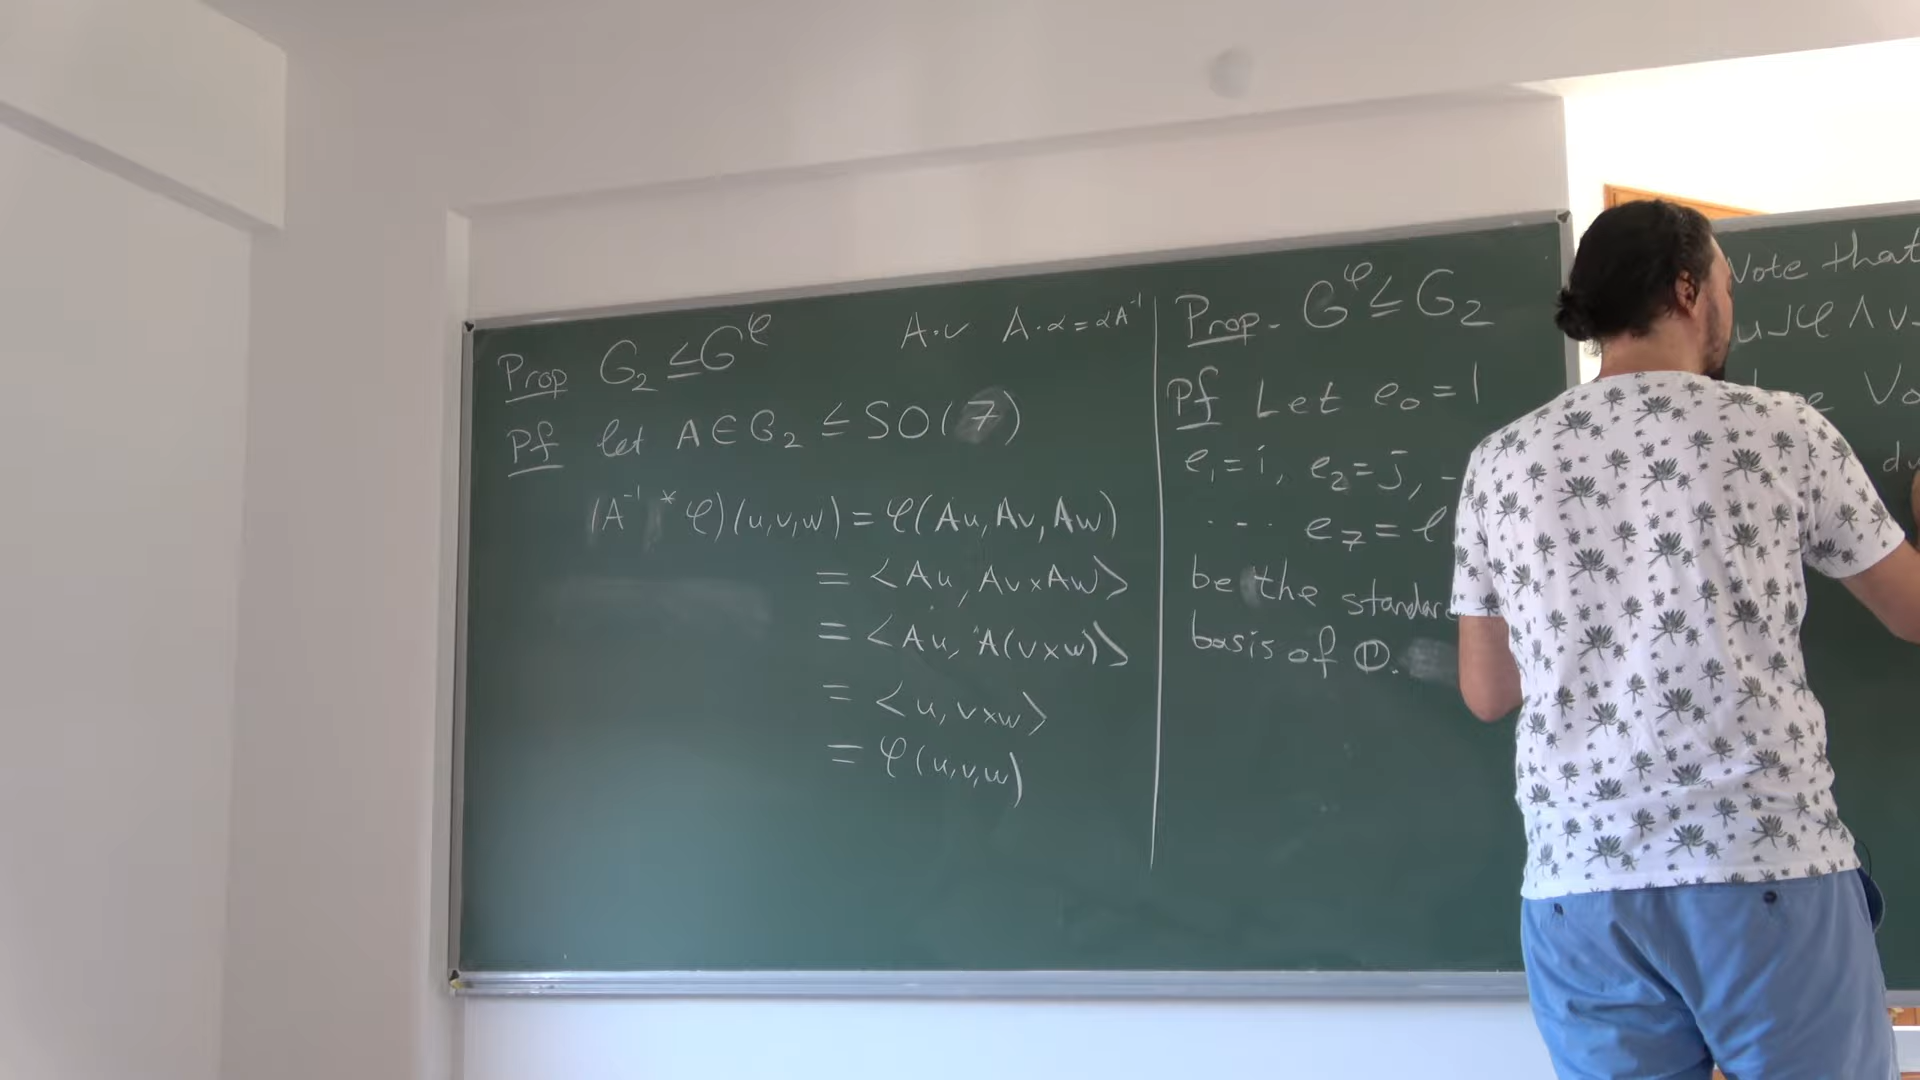 Prop G₂ ≤ G^φ
A·v A·α = αA⁻¹
Pf let A ∈ G₂ ≤ SO(7)
(A⁻¹ * φ)(u,v,w) = φ(Au, Av, Aw)
= <Au, Av×Aw>
= <Au, A(v×w)>
= <u, v×w>
= φ(u,v,w)
Prop. G^φ ≤ G₂
Pf Let e₀ = 1
e₁ = i, e₂ = j,
... e₇ = l
be the standard
basis of 𝕆.
Note that
u⌟φ ∧ v